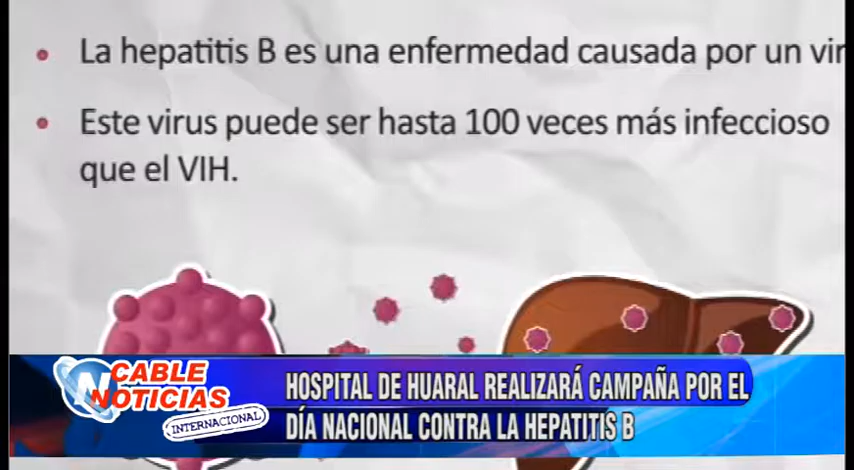 La hepatitis B es una enfermedad causada por un vir
Este virus puede ser hasta 100 veces más infeccioso
que el VIH.
CABLE
NOTICIAS
INTERNACIONAL
HOSPITAL DE HUARAL REALIZARÁ CAMPAÑA POR EL
DÍA NACIONAL CONTRA LA HEPATITIS B